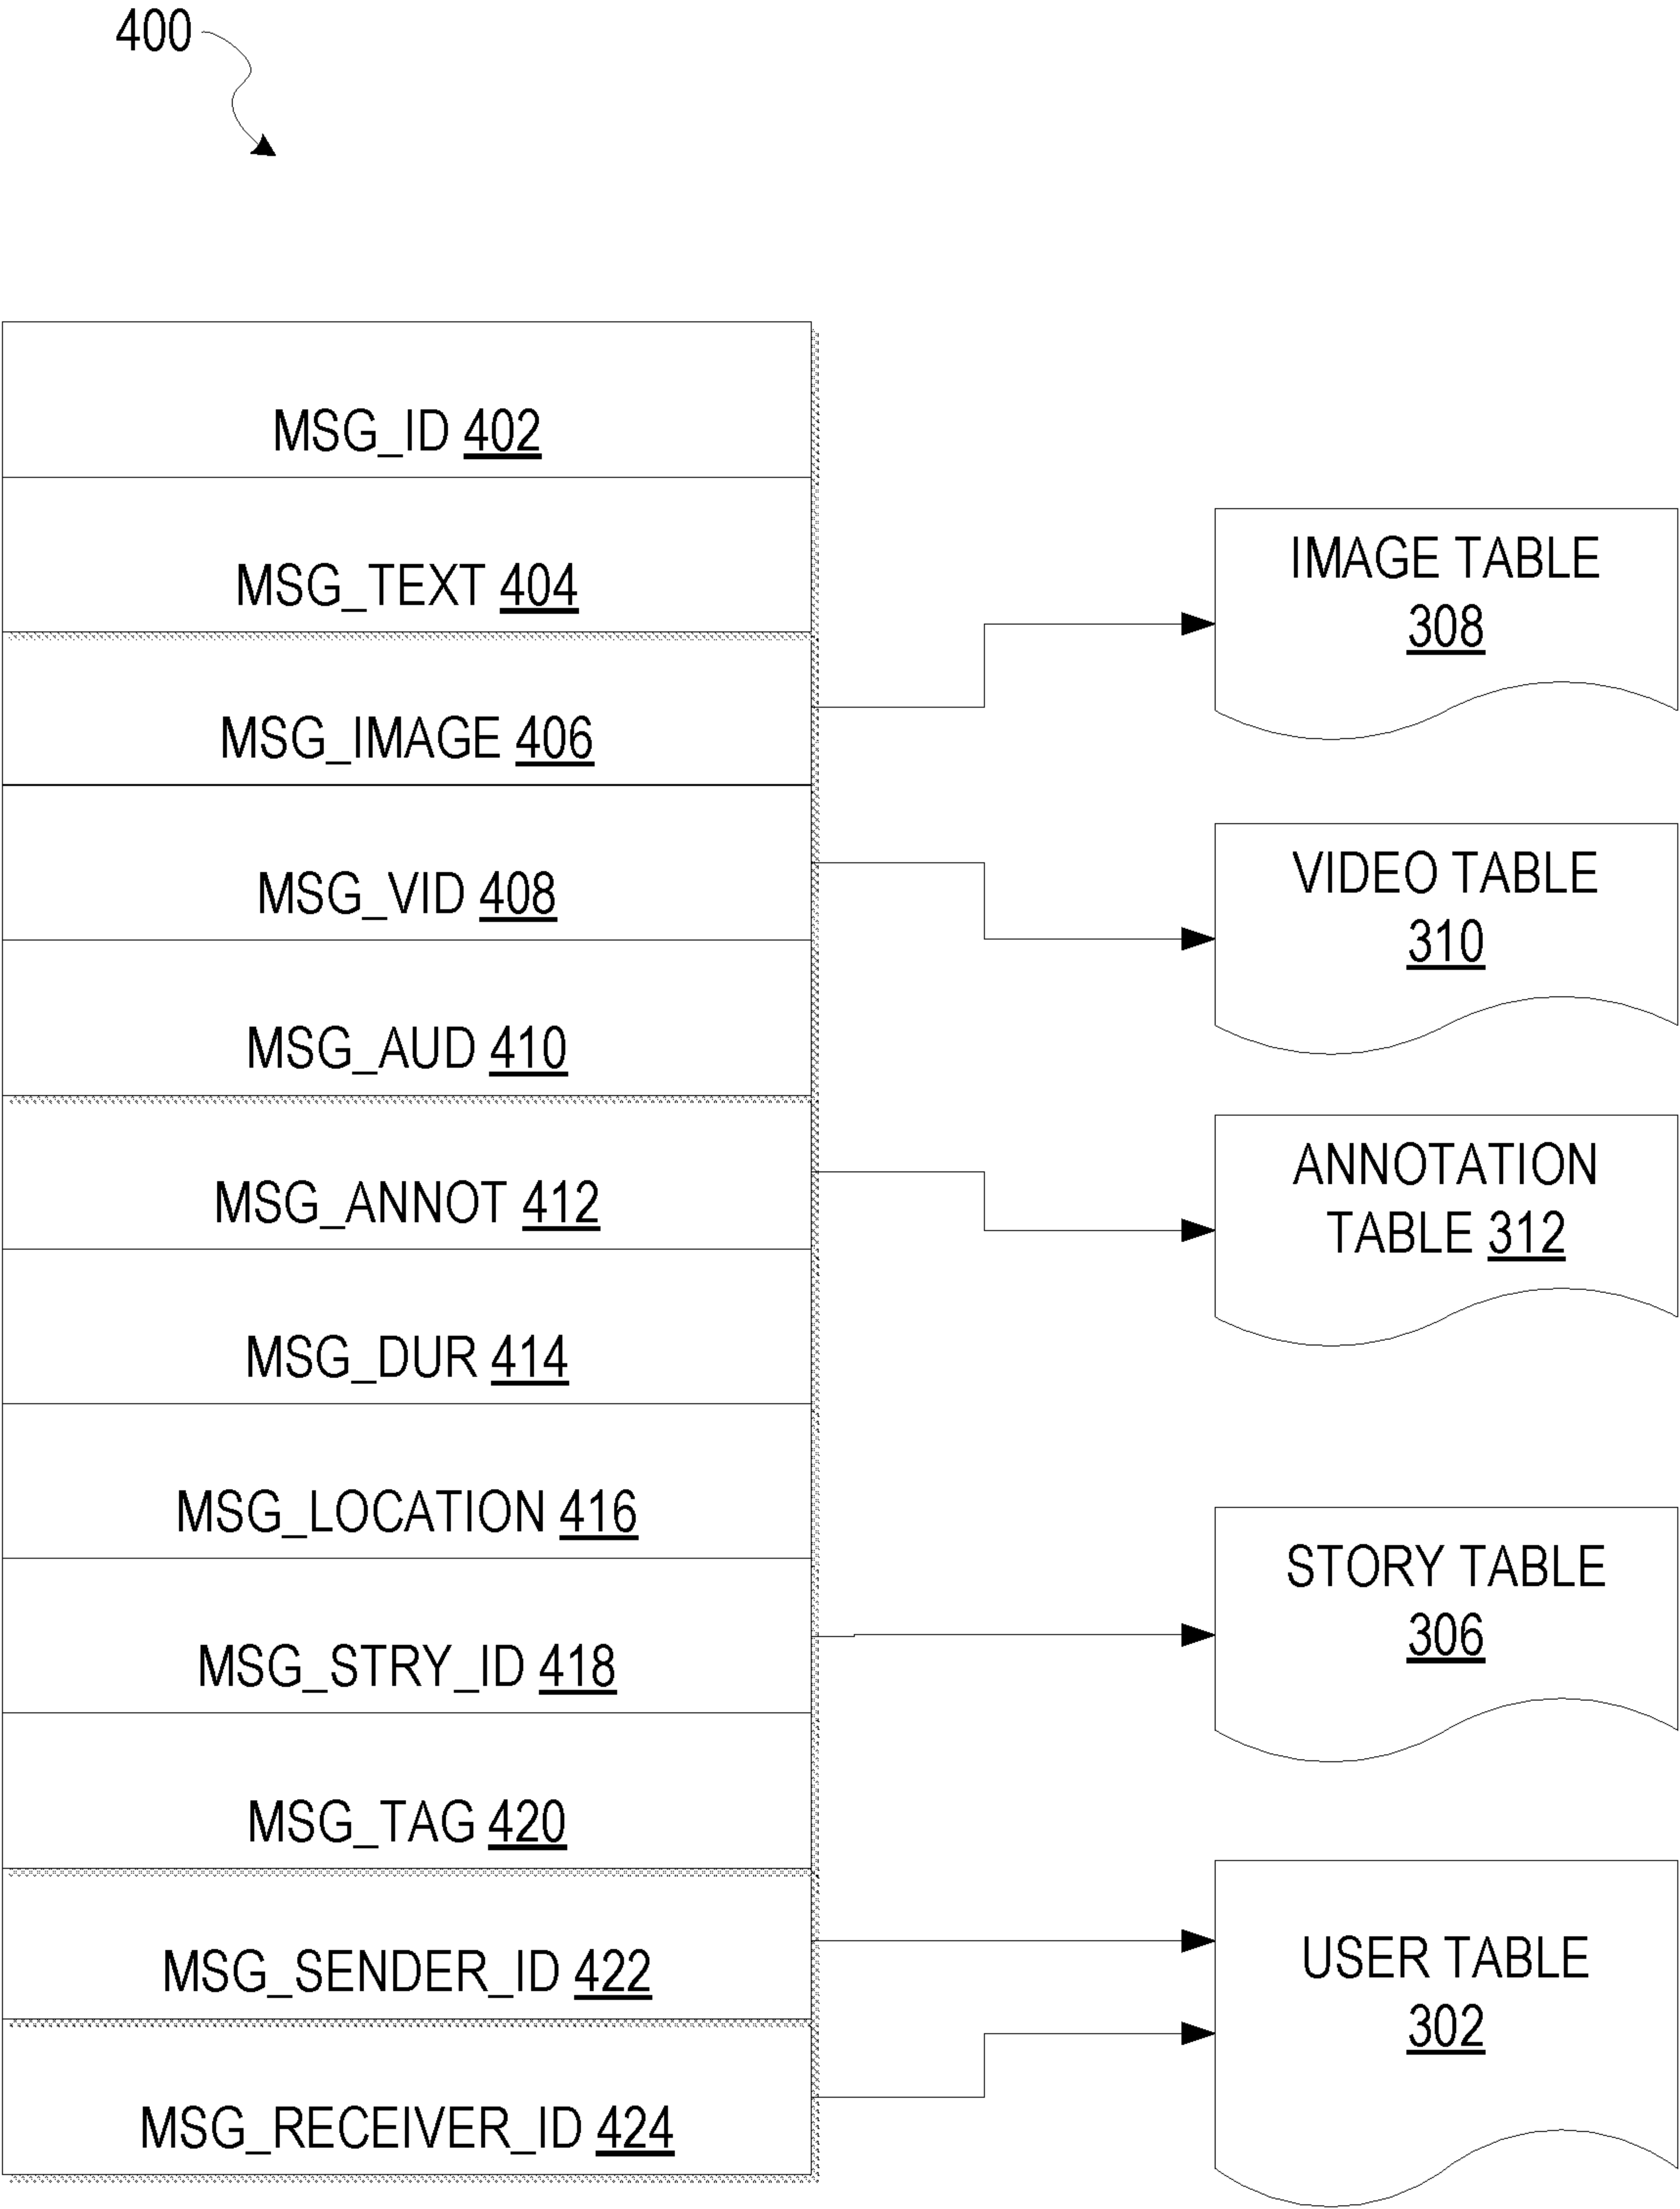 400
MSG_ID 402
MSG_TEXT 404
MSG_IMAGE 406
MSG_VID 408
MSG_AUD 410
MSG_ANNOT 412
MSG_DUR 414
MSG_LOCATION 416
MSG_STRY_ID 418
MSG_TAG 420
MSG_SENDER_ID 422
MSG_RECEIVER_ID 424
IMAGE TABLE
308
VIDEO TABLE
310
ANNOTATION
TABLE 312
STORY TABLE
306
USER TABLE
302